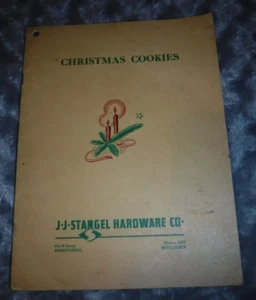 CHRISTMAS COOKIES
J-J-STANGEL HARDWARE CO.